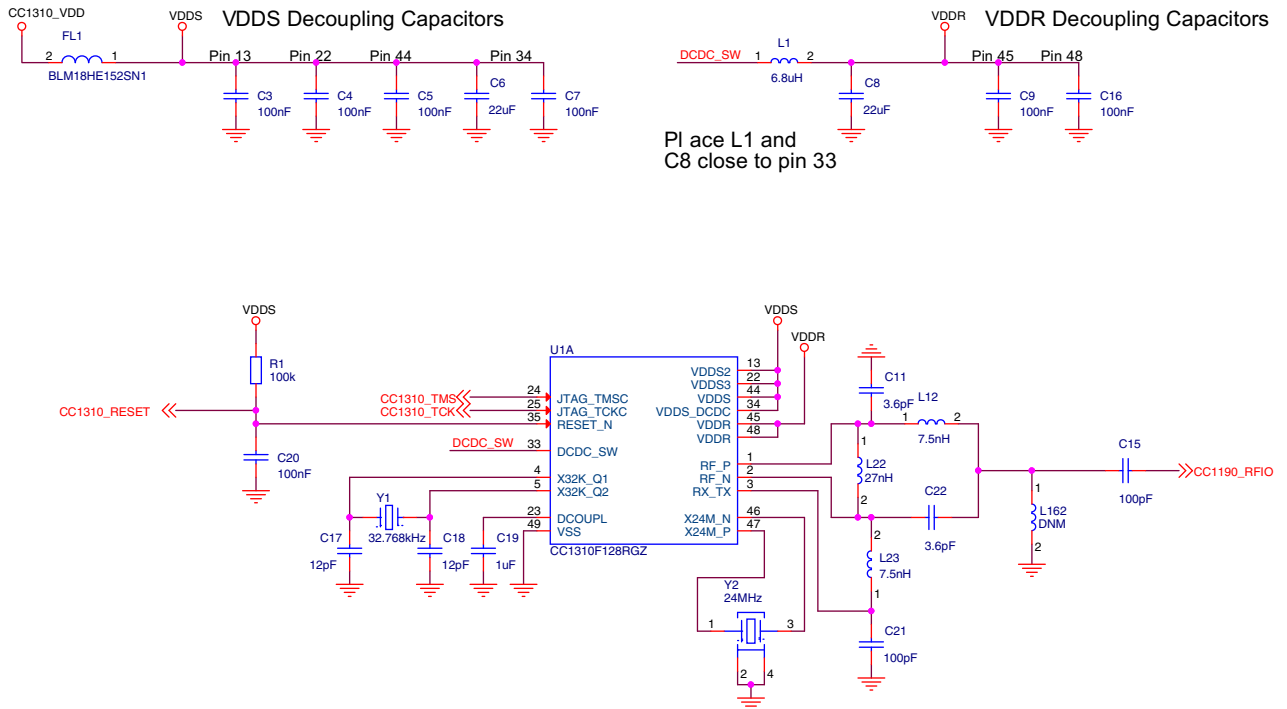 CC1310_VDD
VDDS
VDDS Decoupling Capacitors
FL1
2
1
BLM18HE152SN1
Pin 13
Pin 22
Pin 44
Pin 34
C3
100nF
C4
100nF
C5
100nF
C6
22uF
C7
100nF
VDDR
VDDR Decoupling Capacitors
DCDC_SW
1
L1
2
6.8uH
Pin 45
Pin 48
C8
22uF
C9
100nF
C16
100nF
Pl ace L1 and
C8 close to pin 33
VDDS
R1
100k
CC1310_RESET
C20
100nF
CC1310_TMS
CC1310_TCK
DCDC_SW
24
25
35
33
4
5
23
49
U1A
JTAG_TMSC
JTAG_TCKC
RESET_N
DCDC_SW
X32K_Q1
X32K_Q2
DCOUPL
VSS
VDDS2
VDDS3
VDDS
VDDS_DCDC
VDDR
VDDR
RF_P
RF_N
RX_TX
X24M_N
X24M_P
CC1310F128RGZ
13
22
44
34
45
48
1
2
3
46
47
VDDS
VDDR
Y1
32.768kHz
C17
12pF
C18
12pF
C19
1uF
Y2
24MHz
1
3
2
4
C11
3.6pF
L12
1
2
7.5nH
1
L22
27nH
2
C22
3.6pF
2
L23
7.5nH
1
C21
100pF
1
L162
DNM
2
C15
100pF
CC1190_RFIO